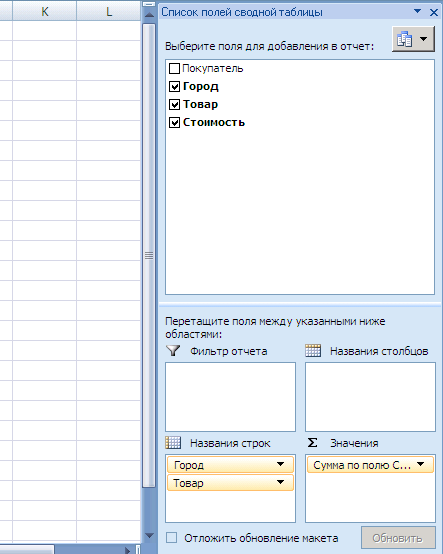 K L
Список полей сводной таблицы
Выберите поля для добавления в отчет:
Покупатель
Город
Товар
Стоимость
Перетащите поля между указанными ниже
областями:
Фильтр отчета
Названия столбцов
Названия строк
Σ Значения
Город
Товар
Сумма по полю С...
Отложить обновление макета
Обновить